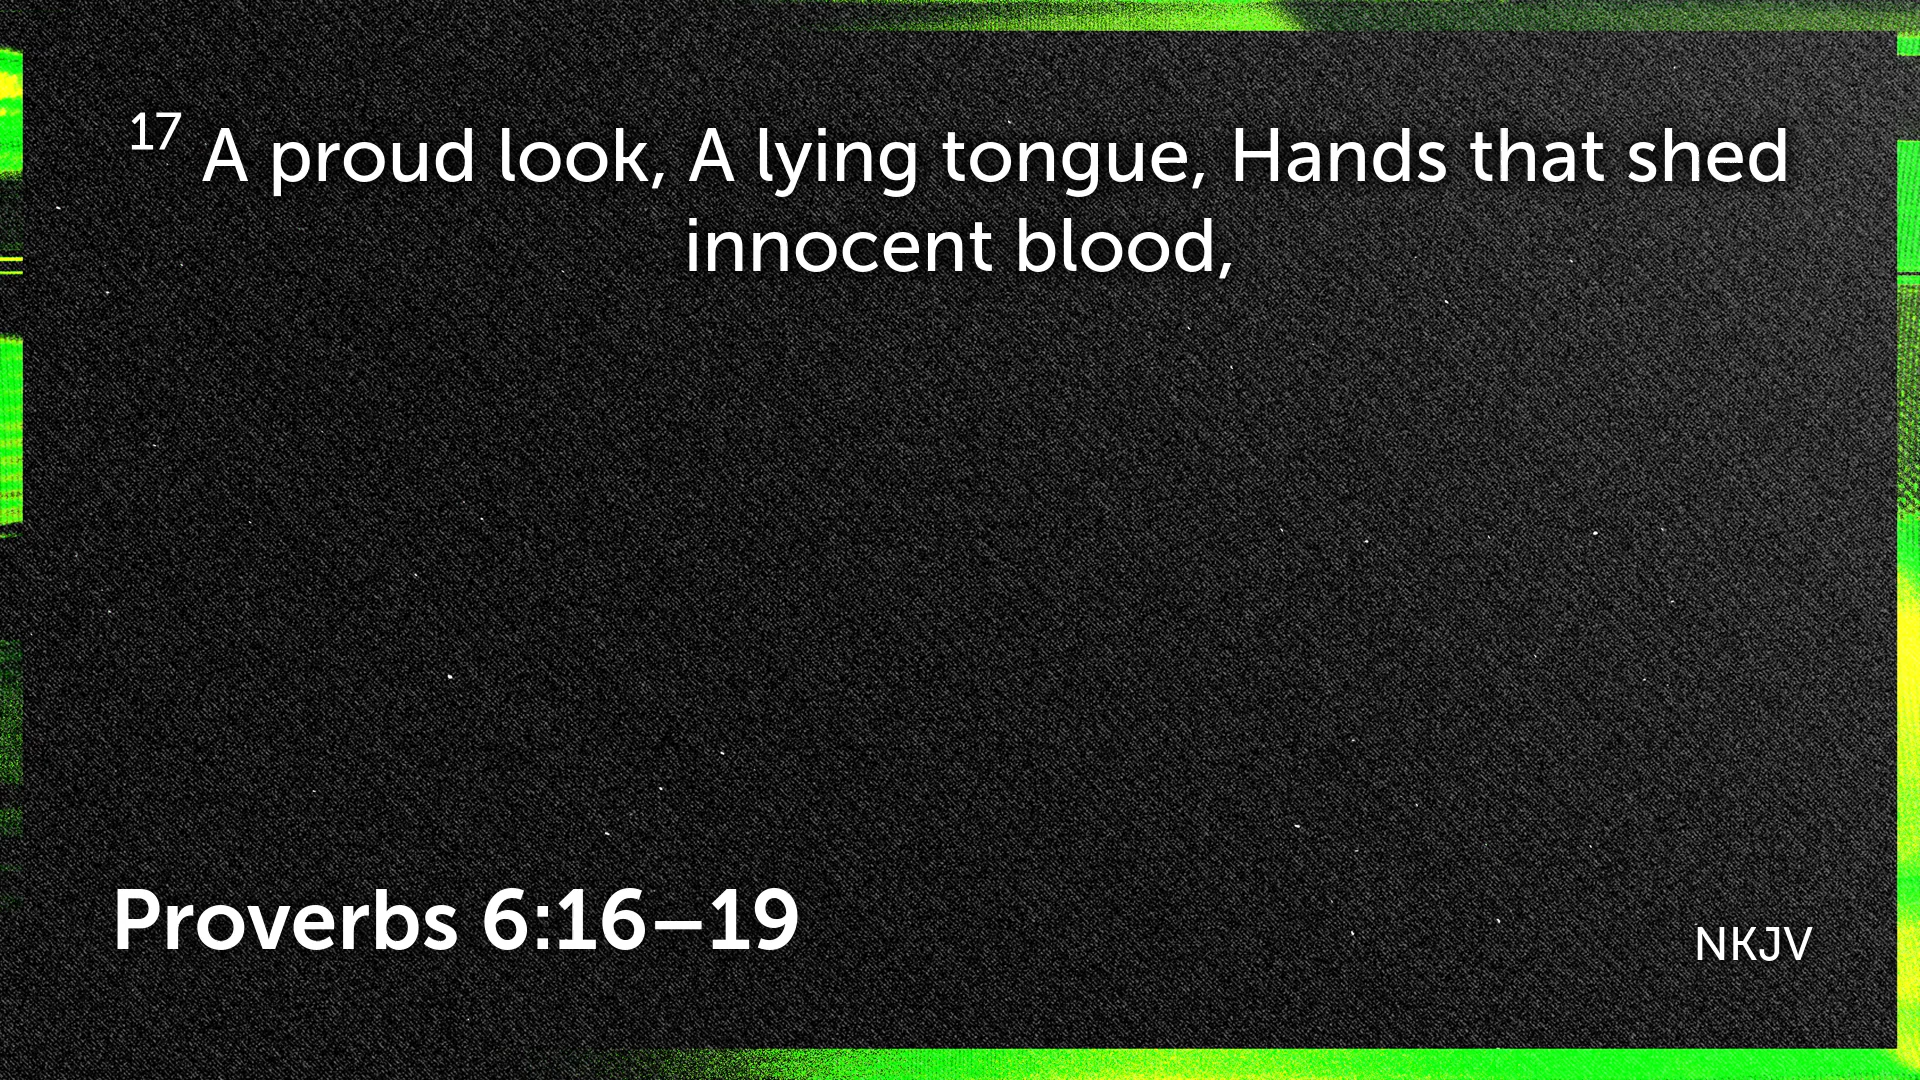 17 A proud look, A lying tongue, Hands that shed
innocent blood,
Proverbs 6:16–19
NKJV